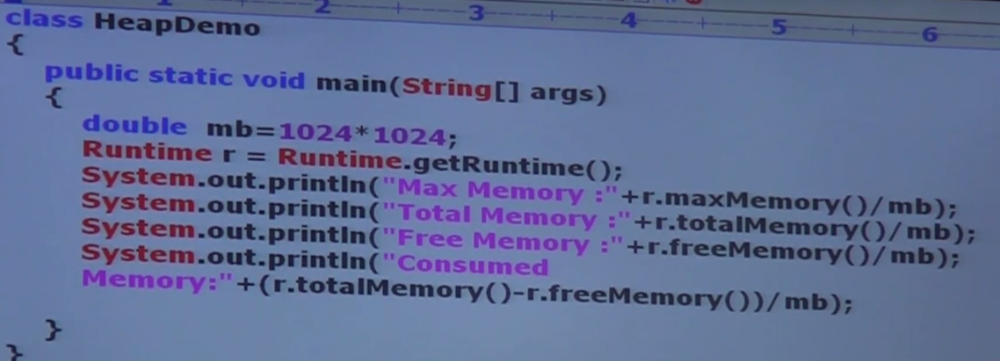 1 2 3 4 5 6
class HeapDemo
{
public static void main(String[] args)
{
double mb=1024*1024;
Runtime r = Runtime.getRuntime();
System.out.println("Max Memory :"+r.maxMemory()/mb);
System.out.println("Total Memory :"+r.totalMemory()/mb);
System.out.println("Free Memory :"+r.freeMemory()/mb);
System.out.println("Consumed
Memory:"+(r.totalMemory()-r.freeMemory())/mb);
}
}